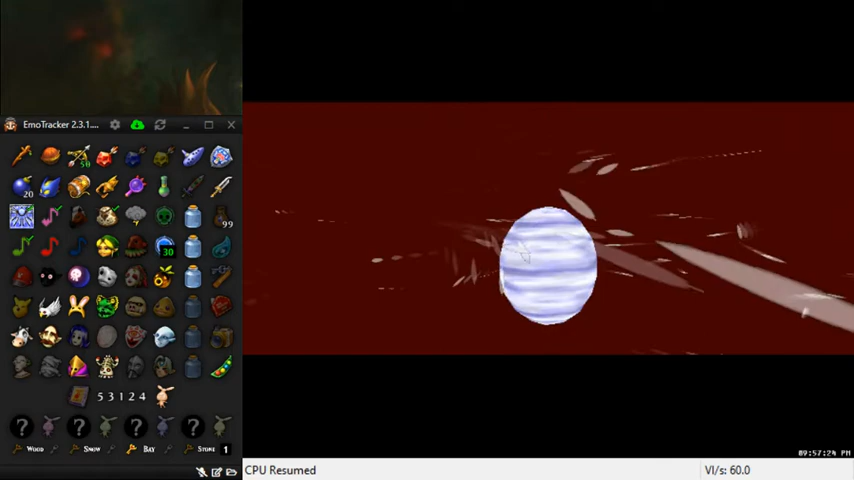 EmoTracker 2.3.1....
50
20
99
30
5 3 1 2 4
? ? ? ?
WOOD SNOW BAY STONE 1
09:57:24 PM
CPU Resumed VI/s: 60.0